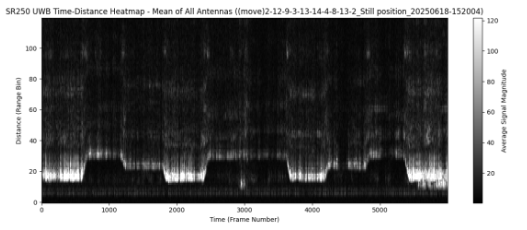 SR250 UWB Time-Distance Heatmap - Mean of All Antennas ((move)2-12-9-3-13-14-4-8-13-2_Still position_20250618-152004)
120
100
80
60
40
20
0
Distance (Range Bin)
0 1000 2000 3000 4000 5000
Time (Frame Number)
120
100
80
60
40
20
Average Signal Magnitude